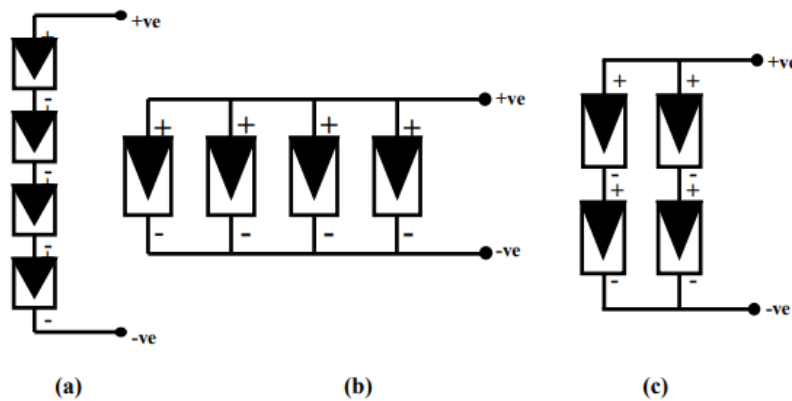 +ve
+
-
+
-
+
-
+
-
-ve
(a)
+ve
+ + + +
- - - -
-ve
(b)
+ve
+ +
- -
+ +
- -
-ve
(c)